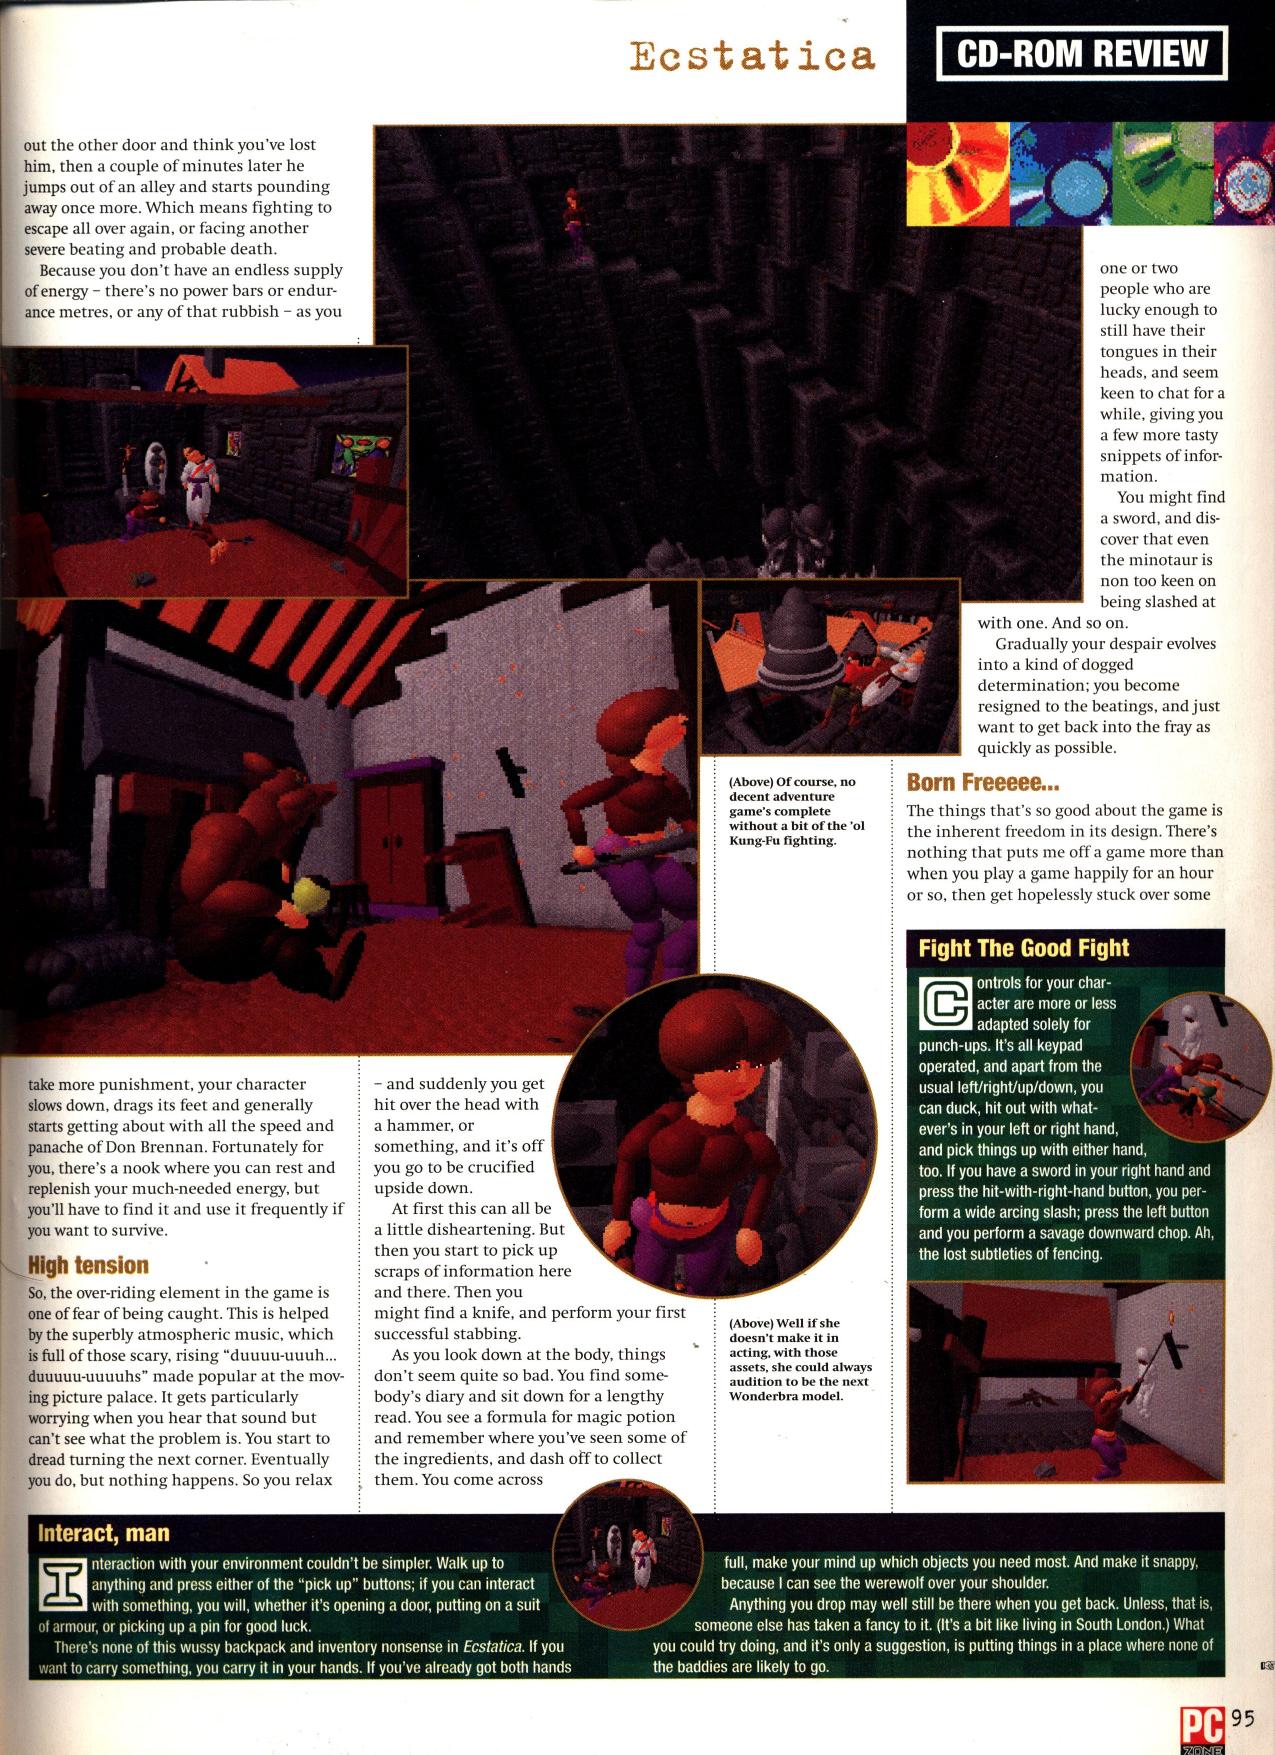 Ecstatica
CD-ROM REVIEW
out the other door and think you've lost
him, then a couple of minutes later he
jumps out of an alley and starts pounding
away once more. Which means fighting to
escape all over again, or facing another
severe beating and probable death.
Because you don't have an endless supply
of energy – there's no power bars or endur-
ance metres, or any of that rubbish – as you
take more punishment, your character
slows down, drags its feet and generally
starts getting about with all the speed and
panache of Don Brennan. Fortunately for
you, there's a nook where you can rest and
replenish your much-needed energy, but
you'll have to find it and use it frequently if
you want to survive.
High tension
So, the over-riding element in the game is
one of fear of being caught. This is helped
by the superbly atmospheric music, which
is full of those scary, rising "duuuu-uuuh...
duuuuu-uuuuhs" made popular at the mov-
ing picture palace. It gets particularly
worrying when you hear that sound but
can't see what the problem is. You start to
dread turning the next corner. Eventually
you do, but nothing happens. So you relax
– and suddenly you get
hit over the head with
a hammer, or
something, and it's off
you go to be crucified
upside down.
At first this can all be
a little disheartening. But
then you start to pick up
scraps of information here
and there. Then you
might find a knife, and perform your first
successful stabbing.
As you look down at the body, things
don't seem quite so bad. You find some-
body's diary and sit down for a lengthy
read. You see a formula for magic potion
and remember where you've seen some of
the ingredients, and dash off to collect
them. You come across
one or two
people who are
lucky enough to
still have their
tongues in their
heads, and seem
keen to chat for a
while, giving you
a few more tasty
snippets of infor-
mation.
You might find
a sword, and dis-
cover that even
the minotaur is
non too keen on
being slashed at
with one. And so on.
Gradually your despair evolves
into a kind of dogged
determination; you become
resigned to the beatings, and just
want to get back into the fray as
quickly as possible.
Born Freeeee...
The things that's so good about the game is
the inherent freedom in its design. There's
nothing that puts me off a game more than
when you play a game happily for an hour
or so, then get hopelessly stuck over some
(Above) Of course, no
decent adventure
game's complete
without a bit of the 'ol
Kung-Fu fighting.
(Above) Well if she
doesn't make it in
acting, with those
assets, she could always
audition to be the next
Wonderbra model.
Fight The Good Fight
Controls for your char-
acter are more or less
adapted solely for
punch-ups. It's all keypad
operated, and apart from the
usual left/right/up/down, you
can duck, hit out with what-
ever's in your left or right hand,
and pick things up with either hand,
too. If you have a sword in your right hand and
press the hit-with-right-hand button, you per-
form a wide arcing slash; press the left button
and you perform a savage downward chop. Ah,
the lost subtleties of fencing.
Interact, man
Interaction with your environment couldn't be simpler. Walk up to
anything and press either of the "pick up" buttons; if you can interact
with something, you will, whether it's opening a door, putting on a suit
of armour, or picking up a pin for good luck.
There's none of this wussy backpack and inventory nonsense in Ecstatica. If you
want to carry something, you carry it in your hands. If you've already got both hands
full, make your mind up which objects you need most. And make it snappy,
because I can see the werewolf over your shoulder.
Anything you drop may well still be there when you get back. Unless, that is,
someone else has taken a fancy to it. (It's a bit like living in South London.) What
you could try doing, and it's only a suggestion, is putting things in a place where none of
the baddies are likely to go.
PC
ZONE
95